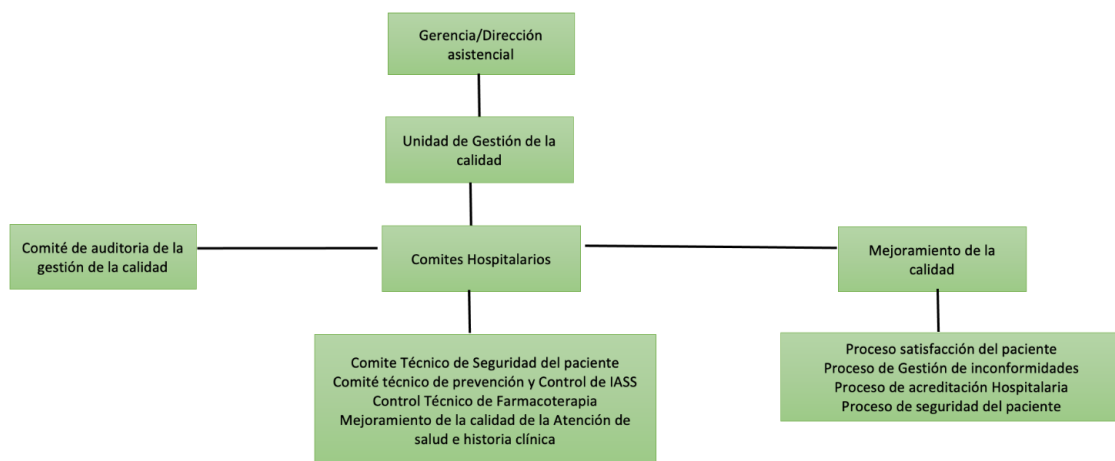 Gerencia/Dirección
asistencial
Unidad de Gestión de la
calidad
Comité de auditoria de la
gestión de la calidad
Comites Hospitalarios
Mejoramiento de la
calidad
Comite Técnico de Seguridad del paciente
Comité técnico de prevención y Control de IASS
Control Técnico de Farmacoterapia
Mejoramiento de la calidad de la Atención de
salud e historia clínica
Proceso satisfacción del paciente
Proceso de Gestión de inconformidades
Proceso de acreditación Hospitalaria
Proceso de seguridad del paciente